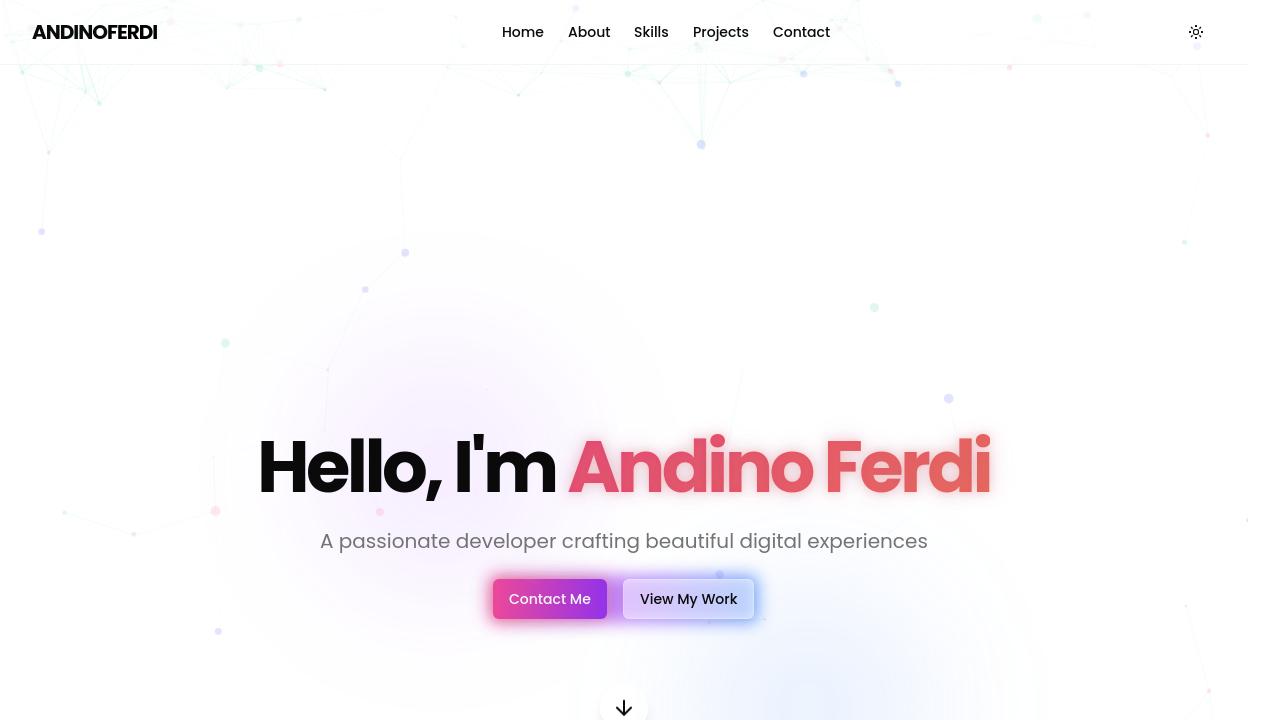 ANDINOFERDI
Home About Skills Projects Contact
Hello, I'm Andino Ferdi
A passionate developer crafting beautiful digital experiences
Contact Me View My Work